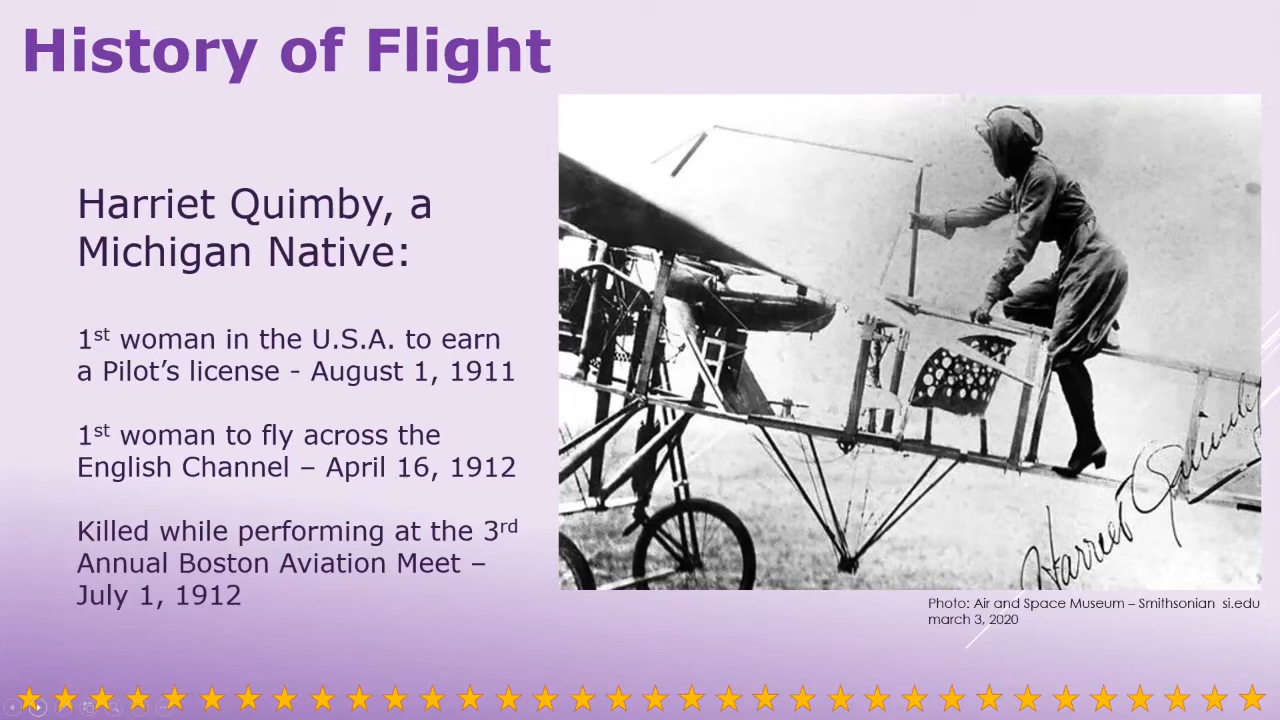 History of Flight
Harriet Quimby, a
Michigan Native:
1st woman in the U.S.A. to earn
a Pilot’s license - August 1, 1911
1st woman to fly across the
English Channel – April 16, 1912
Killed while performing at the 3rd
Annual Boston Aviation Meet –
July 1, 1912
Harriet Quimby
Photo: Air and Space Museum – Smithsonian si.edu
march 3, 2020